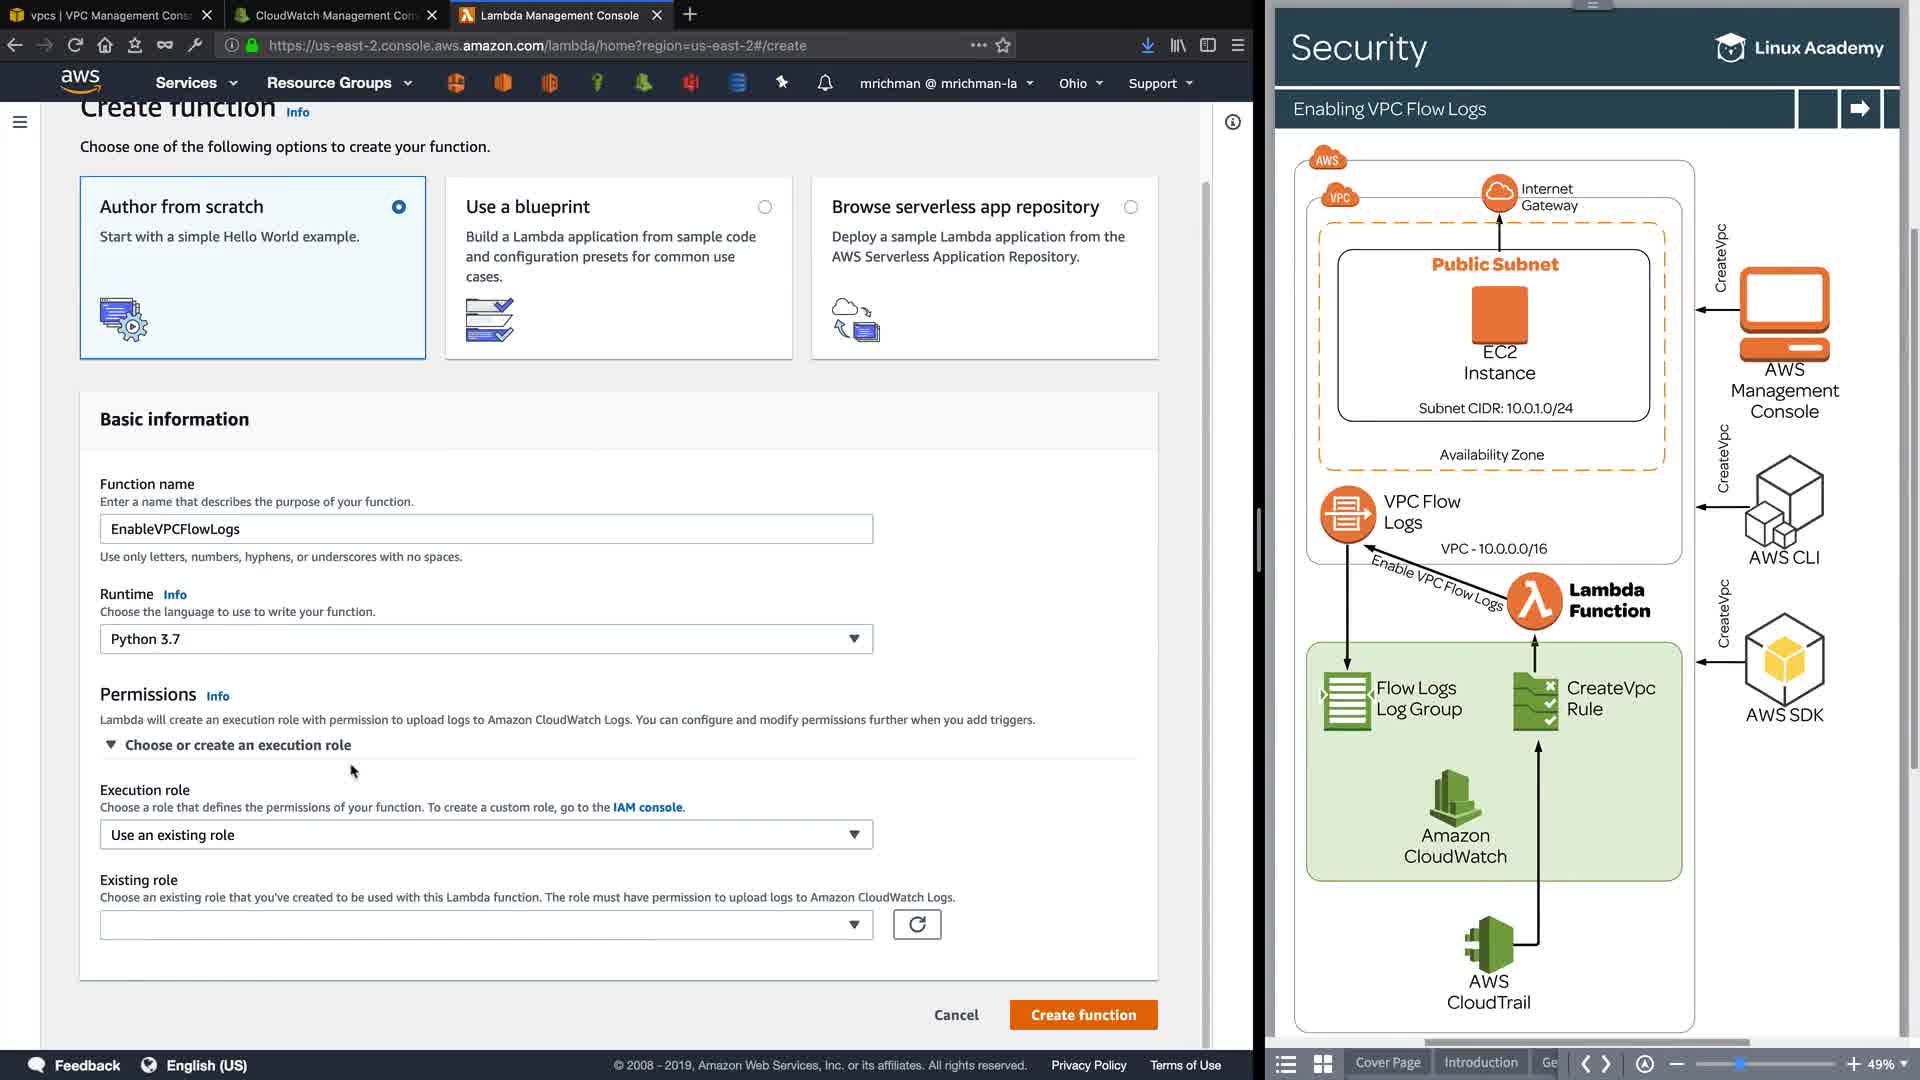 vpcs | VPC Management Cons
CloudWatch Management Con
Lambda Management Console
https://us-east-2.console.aws.amazon.com/lambda/home?region=us-east-2#/create
aws
Services
Resource Groups
mrichman @ mrichman-la
Ohio
Support
Create function Info
Choose one of the following options to create your function.
Author from scratch
Start with a simple Hello World example.
Use a blueprint
Build a Lambda application from sample code
and configuration presets for common use
cases.
Browse serverless app repository
Deploy a sample Lambda application from the
AWS Serverless Application Repository.
Basic information
Function name
Enter a name that describes the purpose of your function.
EnableVPCFlowLogs
Use only letters, numbers, hyphens, or underscores with no spaces.
Runtime Info
Choose the language to use to write your function.
Python 3.7
Permissions Info
Lambda will create an execution role with permission to upload logs to Amazon CloudWatch Logs. You can configure and modify permissions further when you add triggers.
Choose or create an execution role
Execution role
Choose a role that defines the permissions of your function. To create a custom role, go to the IAM console.
Use an existing role
Existing role
Choose an existing role that you've created to be used with this Lambda function. The role must have permission to upload logs to Amazon CloudWatch Logs.
Cancel
Create function
Feedback
English (US)
© 2008 - 2019, Amazon Web Services, Inc. or its affiliates. All rights reserved.
Privacy Policy
Terms of Use
Security
Linux Academy
Enabling VPC Flow Logs
AWS
VPC
Internet
Gateway
Public Subnet
EC2
Instance
Subnet CIDR: 10.0.1.0/24
Availability Zone
VPC Flow
Logs
VPC - 10.0.0.0/16
Enable VPC Flow Logs
Lambda
Function
Flow Logs
Log Group
CreateVpc
Rule
Amazon
CloudWatch
AWS
CloudTrail
CreateVpc
AWS
Management
Console
CreateVpc
AWS CLI
CreateVpc
AWS SDK
Cover Page
Introduction
Ge
49%